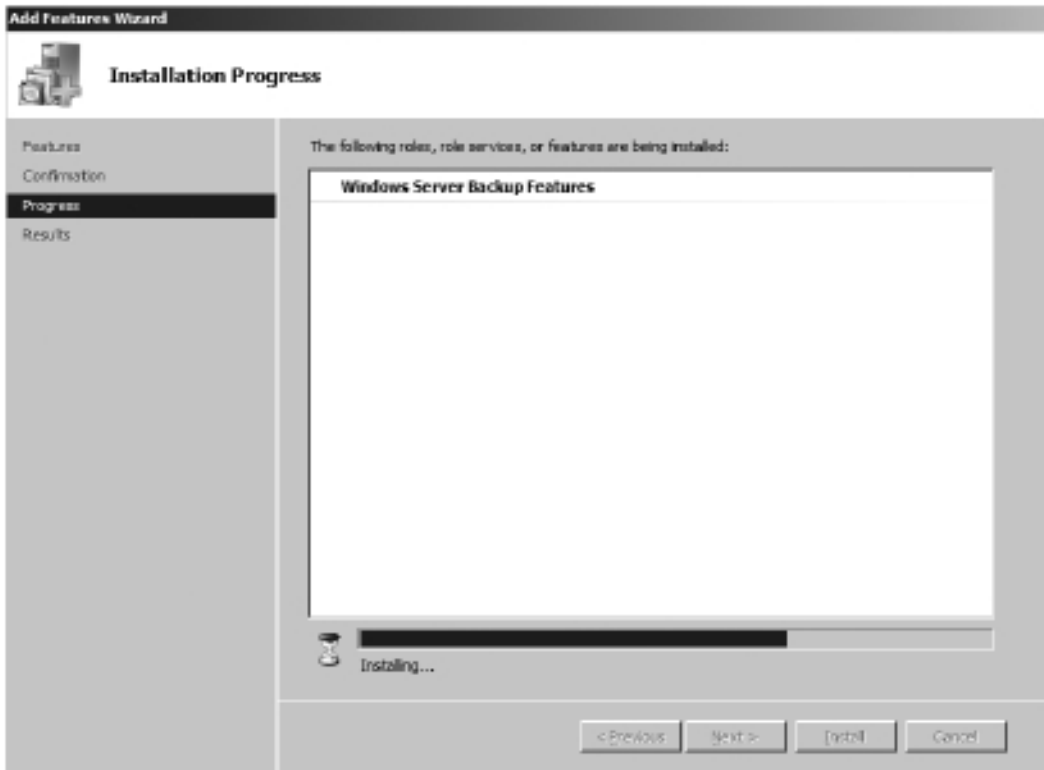 Add Features Wizard
Installation Progress
Features
Confirmation
Progress
Results
The following roles, role services, or features are being installed:
Windows Server Backup Features
Installing...
< Previous
Next >
Install
Cancel